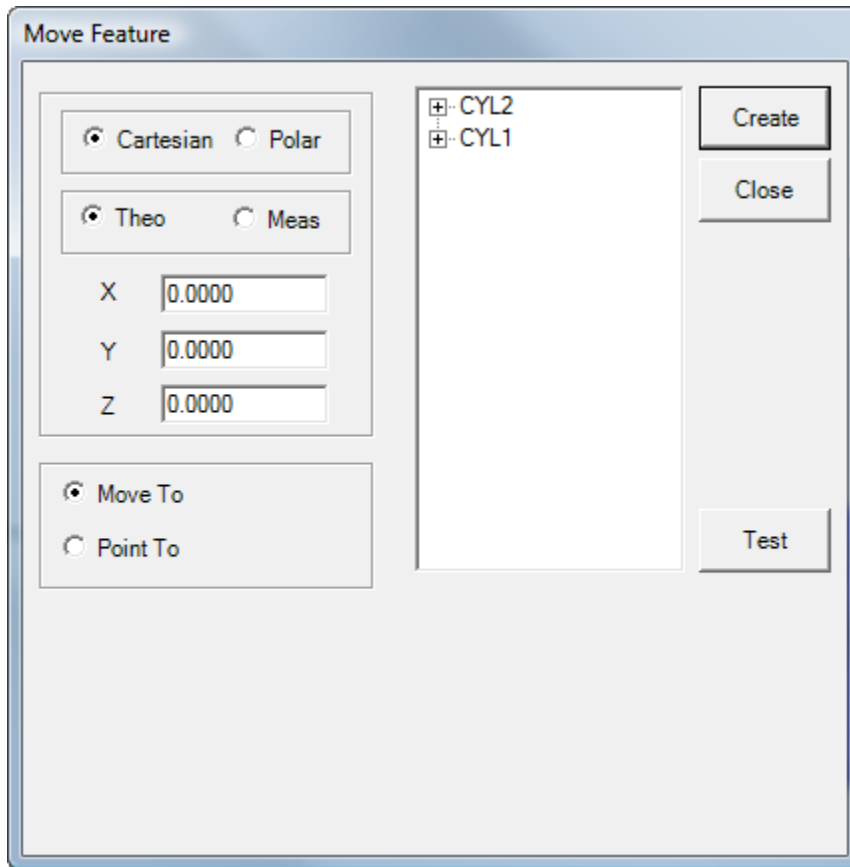 Move Feature
Cartesian Polar
Theo Meas
X 0.0000
Y 0.0000
Z 0.0000
Move To
Point To
CYL2
CYL1
Create
Close
Test